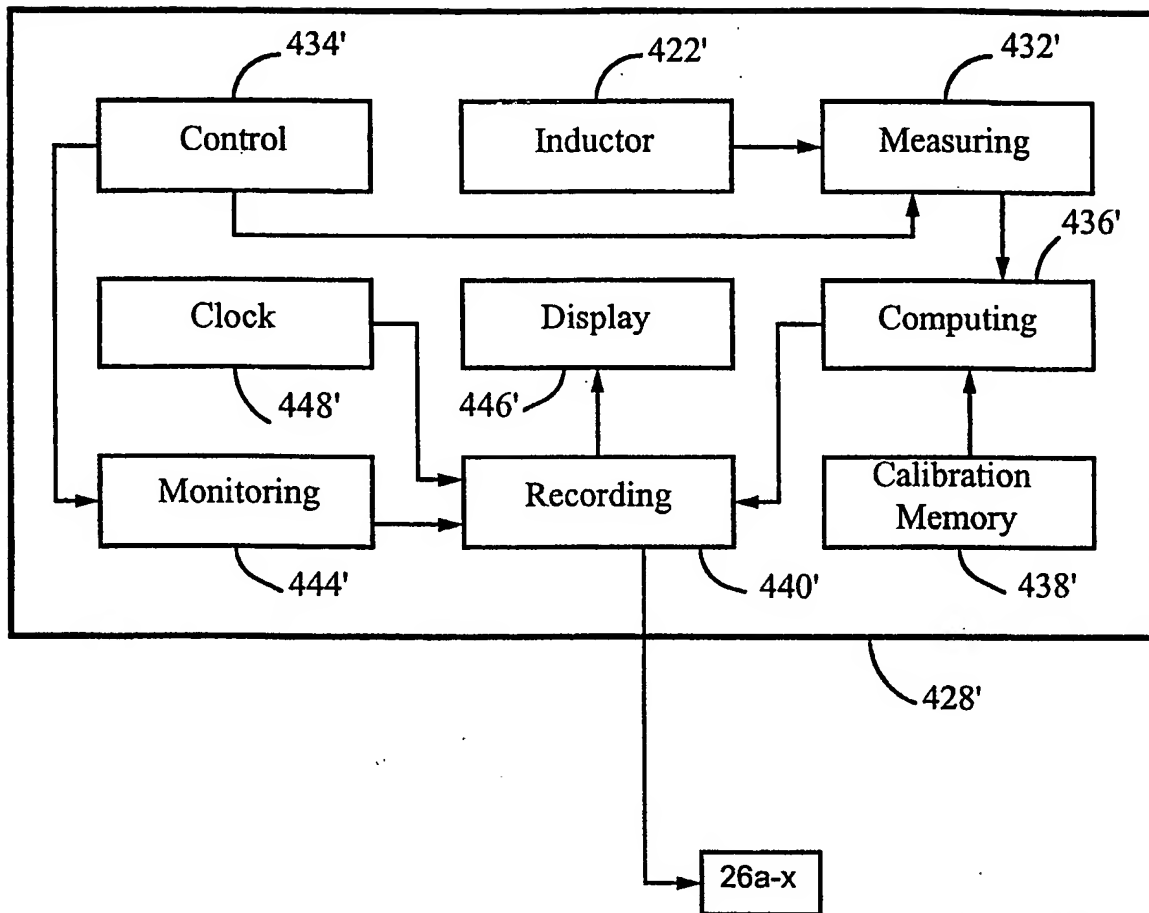 434'
422'
432'
Control
Inductor
Measuring
436'
Clock
Display
Computing
448'
446'
Monitoring
Recording
Calibration
Memory
444'
440'
438'
428'
26a-x